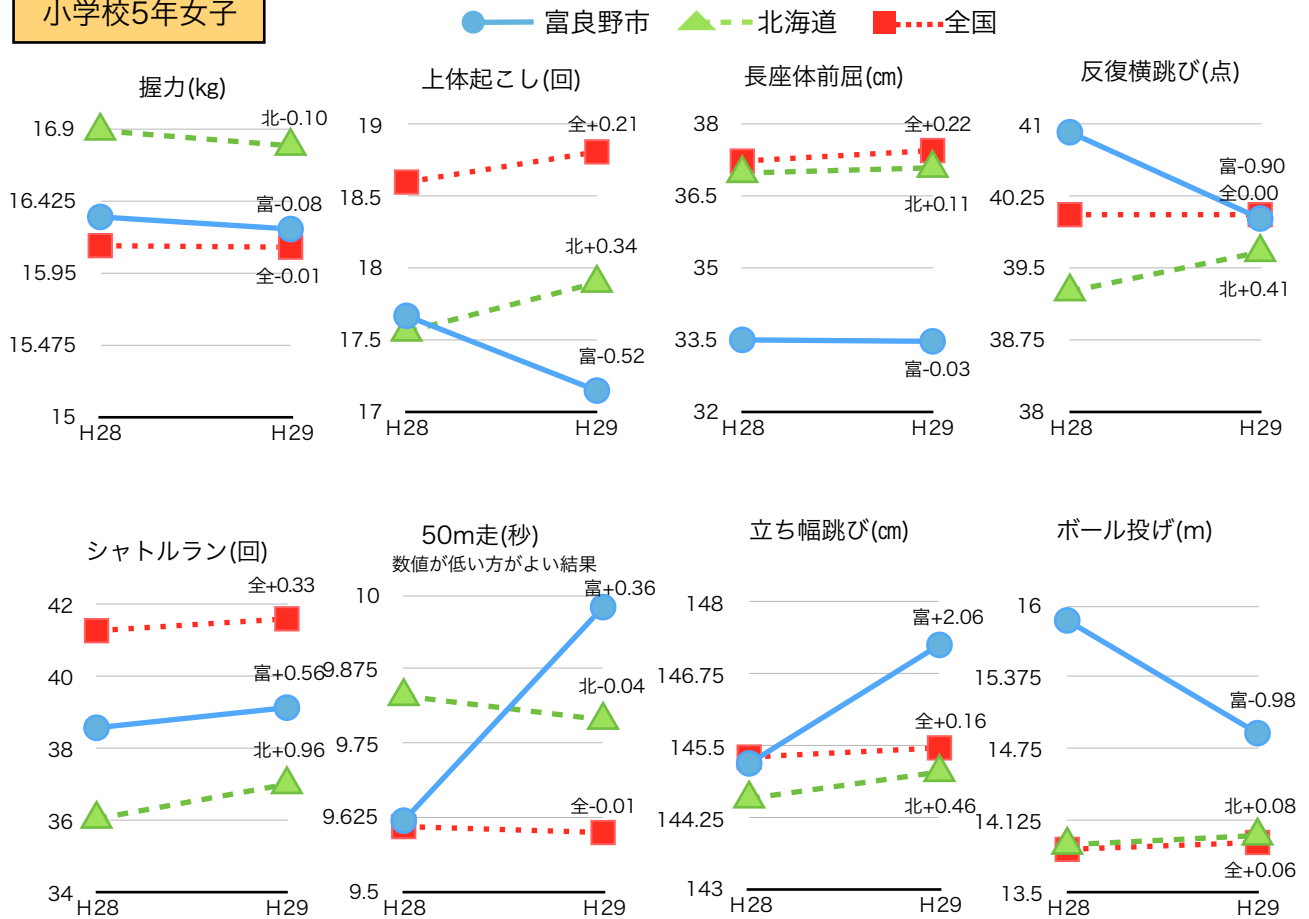 小学校5年女子
富良野市 北海道 全国
握力(kg)
16.9
16.425
15.95
15.475
15
北-0.10
富-0.08
全-0.01
H28 H29
上体起こし(回)
19
18.5
18
17.5
17
全+0.21
北+0.34
富-0.52
H28 H29
長座体前屈(㎝)
38
36.5
35
33.5
32
全+0.22
北+0.11
富-0.03
H28 H29
反復横跳び(点)
41
40.25
39.5
38.75
38
富-0.90
全0.00
北+0.41
H28 H29
シャトルラン(回)
42
40
38
36
34
全+0.33
富+0.56
北+0.96
H28 H29
50m走(秒)
数値が低い方がよい結果
10
9.875
9.75
9.625
9.5
富+0.36
北-0.04
全-0.01
H28 H29
立ち幅跳び(㎝)
148
146.75
145.5
144.25
143
富+2.06
全+0.16
北+0.46
H28 H29
ボール投げ(m)
16
15.375
14.75
14.125
13.5
富-0.98
北+0.08
全+0.06
H28 H29